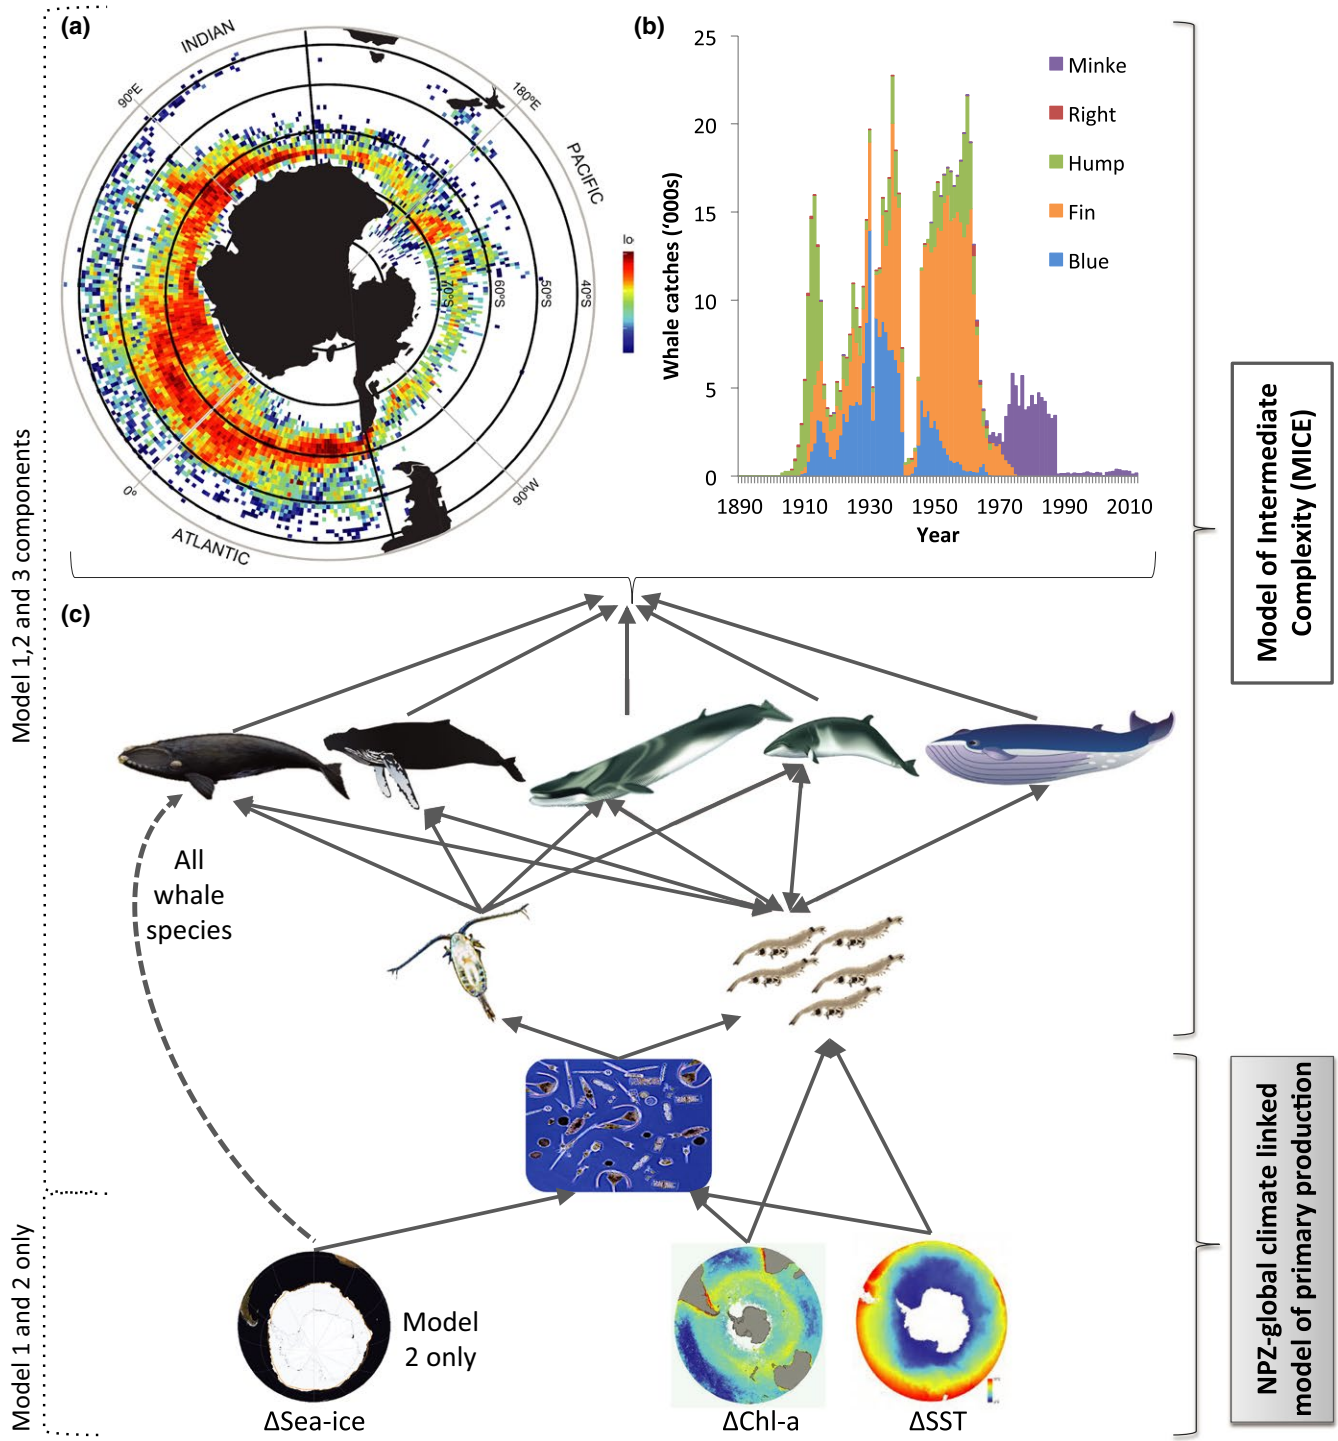 (a)
INDIAN
90°E
180°E
PACIFIC
70°S
60°S
50°S
40°S
0°
90°W
ATLANTIC
lo
(b)
Whale catches ('000s)
25
20
15
10
5
0
1890 1910 1930 1950 1970 1990 2010
Year
Minke
Right
Hump
Fin
Blue
Model 1,2 and 3 components
Model of Intermediate
Complexity (MICE)
(c)
All
whale
species
Model 1 and 2 only
Model
2 only
ΔSea-ice
ΔChl-a
ΔSST
NPZ-global climate linked
model of primary production